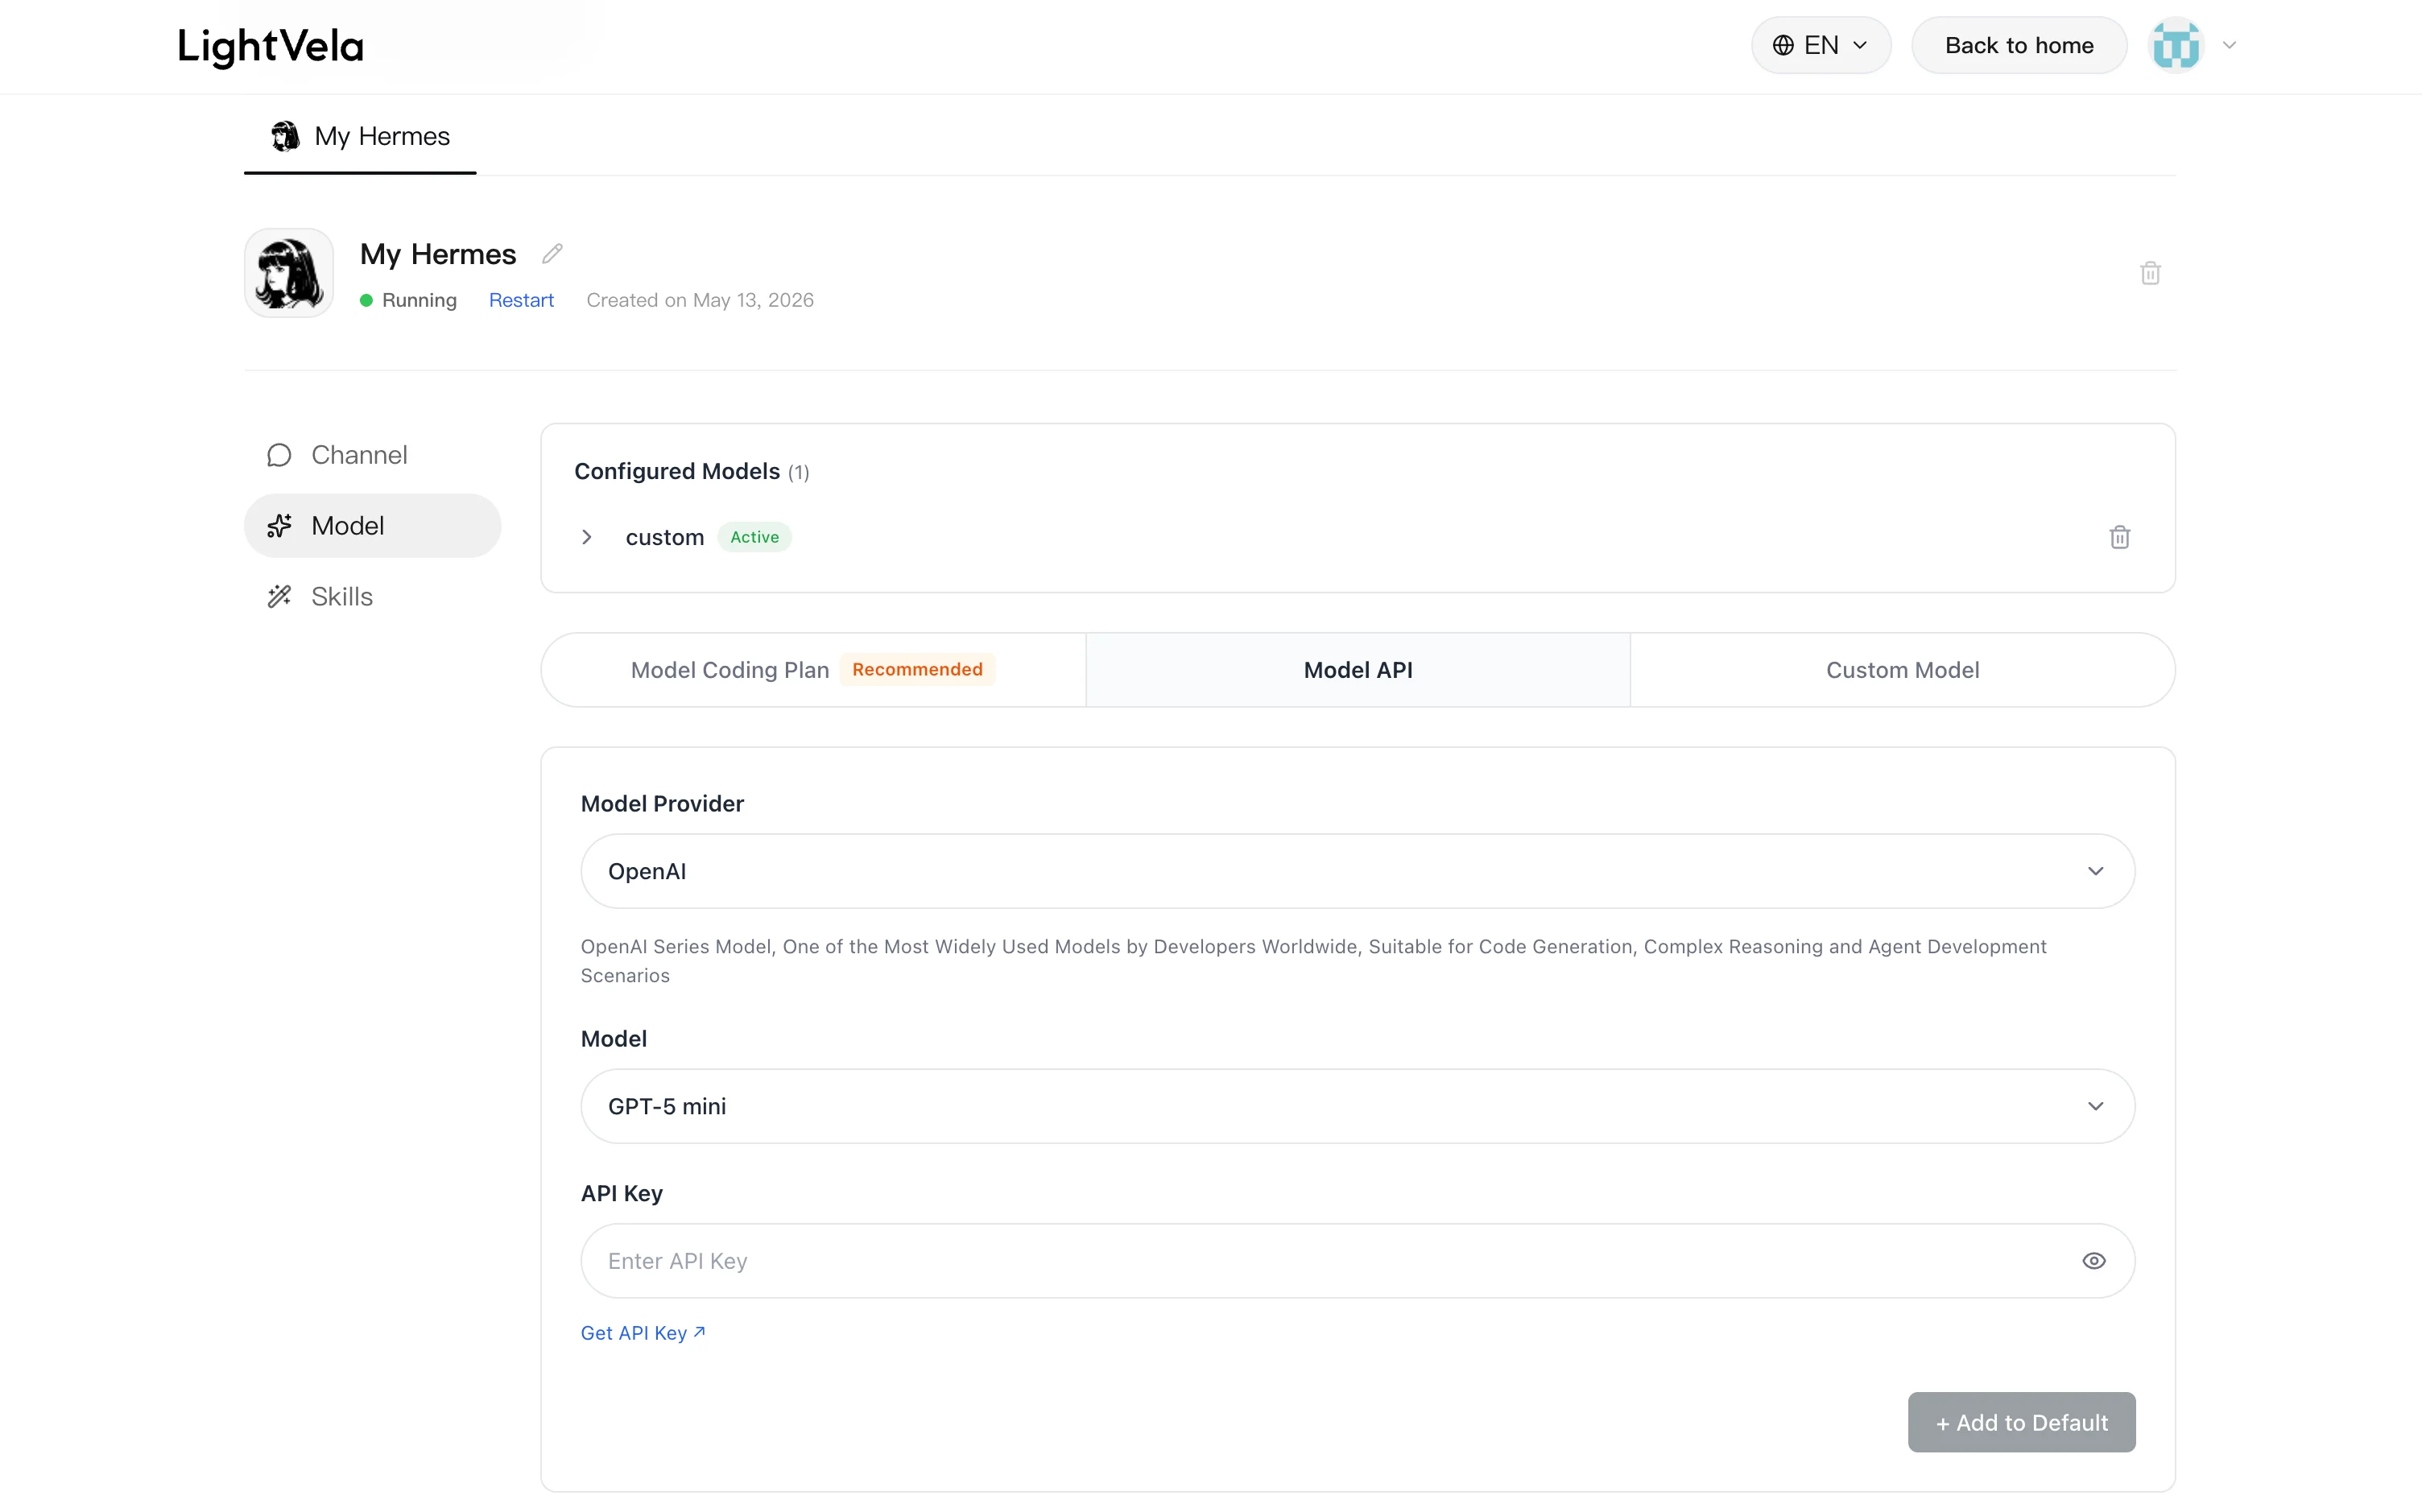 LightVela
EN
Back to home
My Hermes
My Hermes
Running Restart Created on May 13, 2026
Channel
Model
Skills
Configured Models (1)
custom Active
Model Coding Plan Recommended
Model API
Custom Model
Model Provider
OpenAI
OpenAI Series Model, One of the Most Widely Used Models by Developers Worldwide, Suitable for Code Generation, Complex Reasoning and Agent Development
Scenarios
Model
GPT-5 mini
API Key
Enter API Key
Get API Key ↗
+ Add to Default